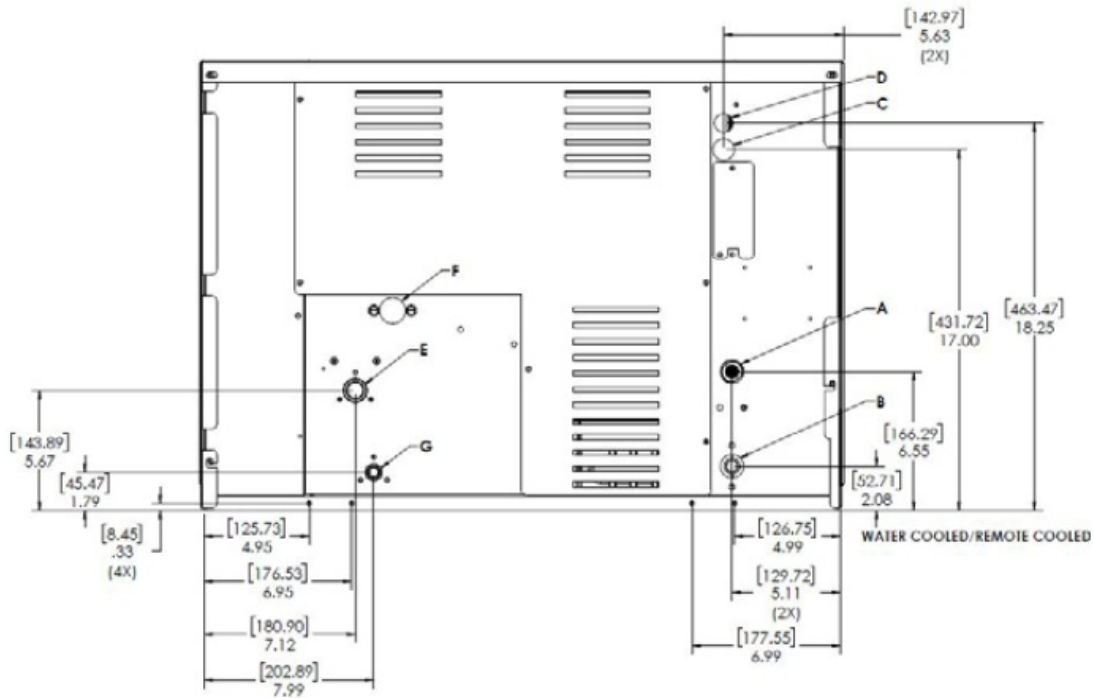 [142.97]
5.63
(2X)
D
C
F
A
[463.47]
18.25
[431.72]
17.00
E
B
[143.89]
5.67
[166.29]
6.55
G
[45.47]
1.79
[52.71]
2.08
[8.45]
.33
(4X)
[125.73]
4.95
[126.75]
4.99
WATER COOLED/REMOTE COOLED
[176.53]
6.95
[129.72]
5.11
(2X)
[180.90]
7.12
[177.55]
6.99
[202.89]
7.99